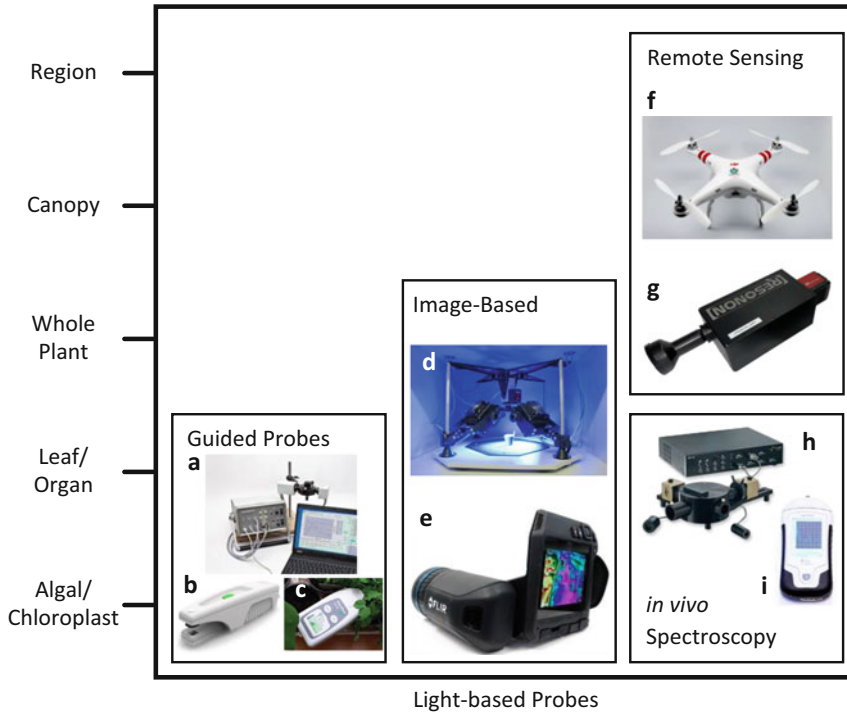 Region
Canopy
Whole
Plant
Leaf/
Organ
Algal/
Chloroplast
Guided Probes
a
b
c
Image-Based
d
e
FLIR
Remote Sensing
f
g
[RESONON]
h
i
in vivo
Spectroscopy
Light-based Probes